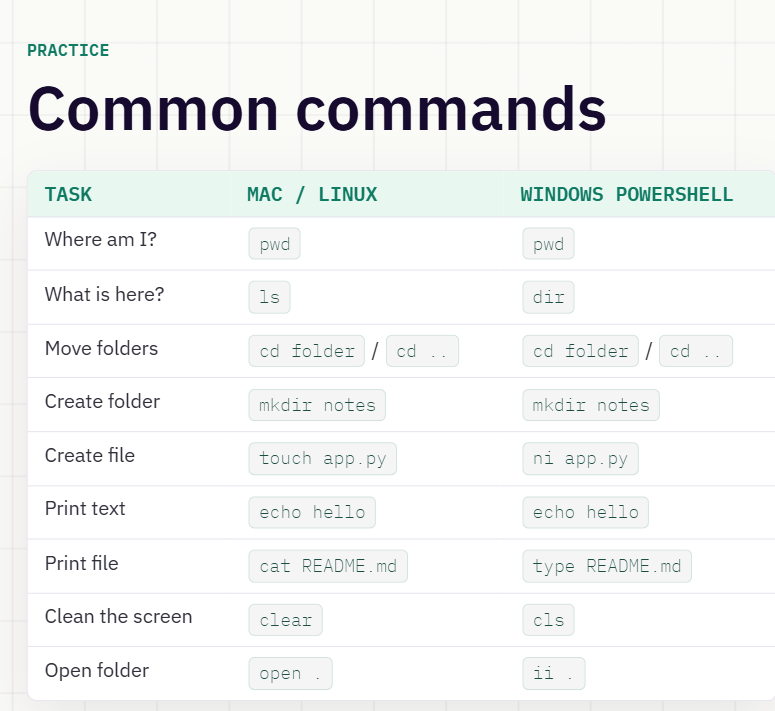 PRACTICE
Common commands
TASK MAC / LINUX WINDOWS POWERSHELL
Where am I? pwd pwd
What is here? ls dir
Move folders cd folder / cd .. cd folder / cd ..
Create folder mkdir notes mkdir notes
Create file touch app.py ni app.py
Print text echo hello echo hello
Print file cat README.md type README.md
Clean the screen clear cls
Open folder open . ii .